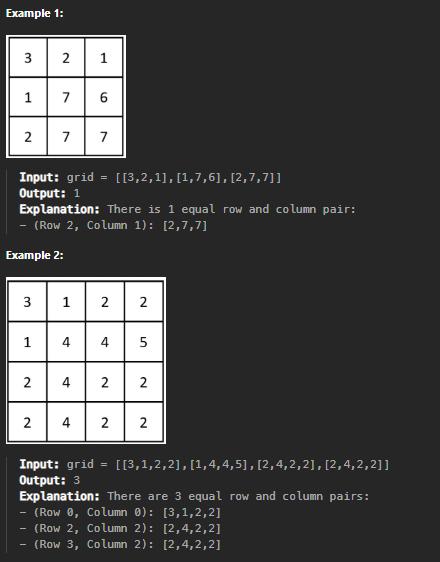 Example 1:
3 2 1
1 7 6
2 7 7
Input: grid = [[3,2,1],[1,7,6],[2,7,7]]
Output: 1
Explanation: There is 1 equal row and column pair:
- (Row 2, Column 1): [2,7,7]
Example 2:
3 1 2 2
1 4 4 5
2 4 2 2
2 4 2 2
Input: grid = [[3,1,2,2],[1,4,4,5],[2,4,2,2],[2,4,2,2]]
Output: 3
Explanation: There are 3 equal row and column pairs:
- (Row 0, Column 0): [3,1,2,2]
- (Row 2, Column 2): [2,4,2,2]
- (Row 3, Column 2): [2,4,2,2]